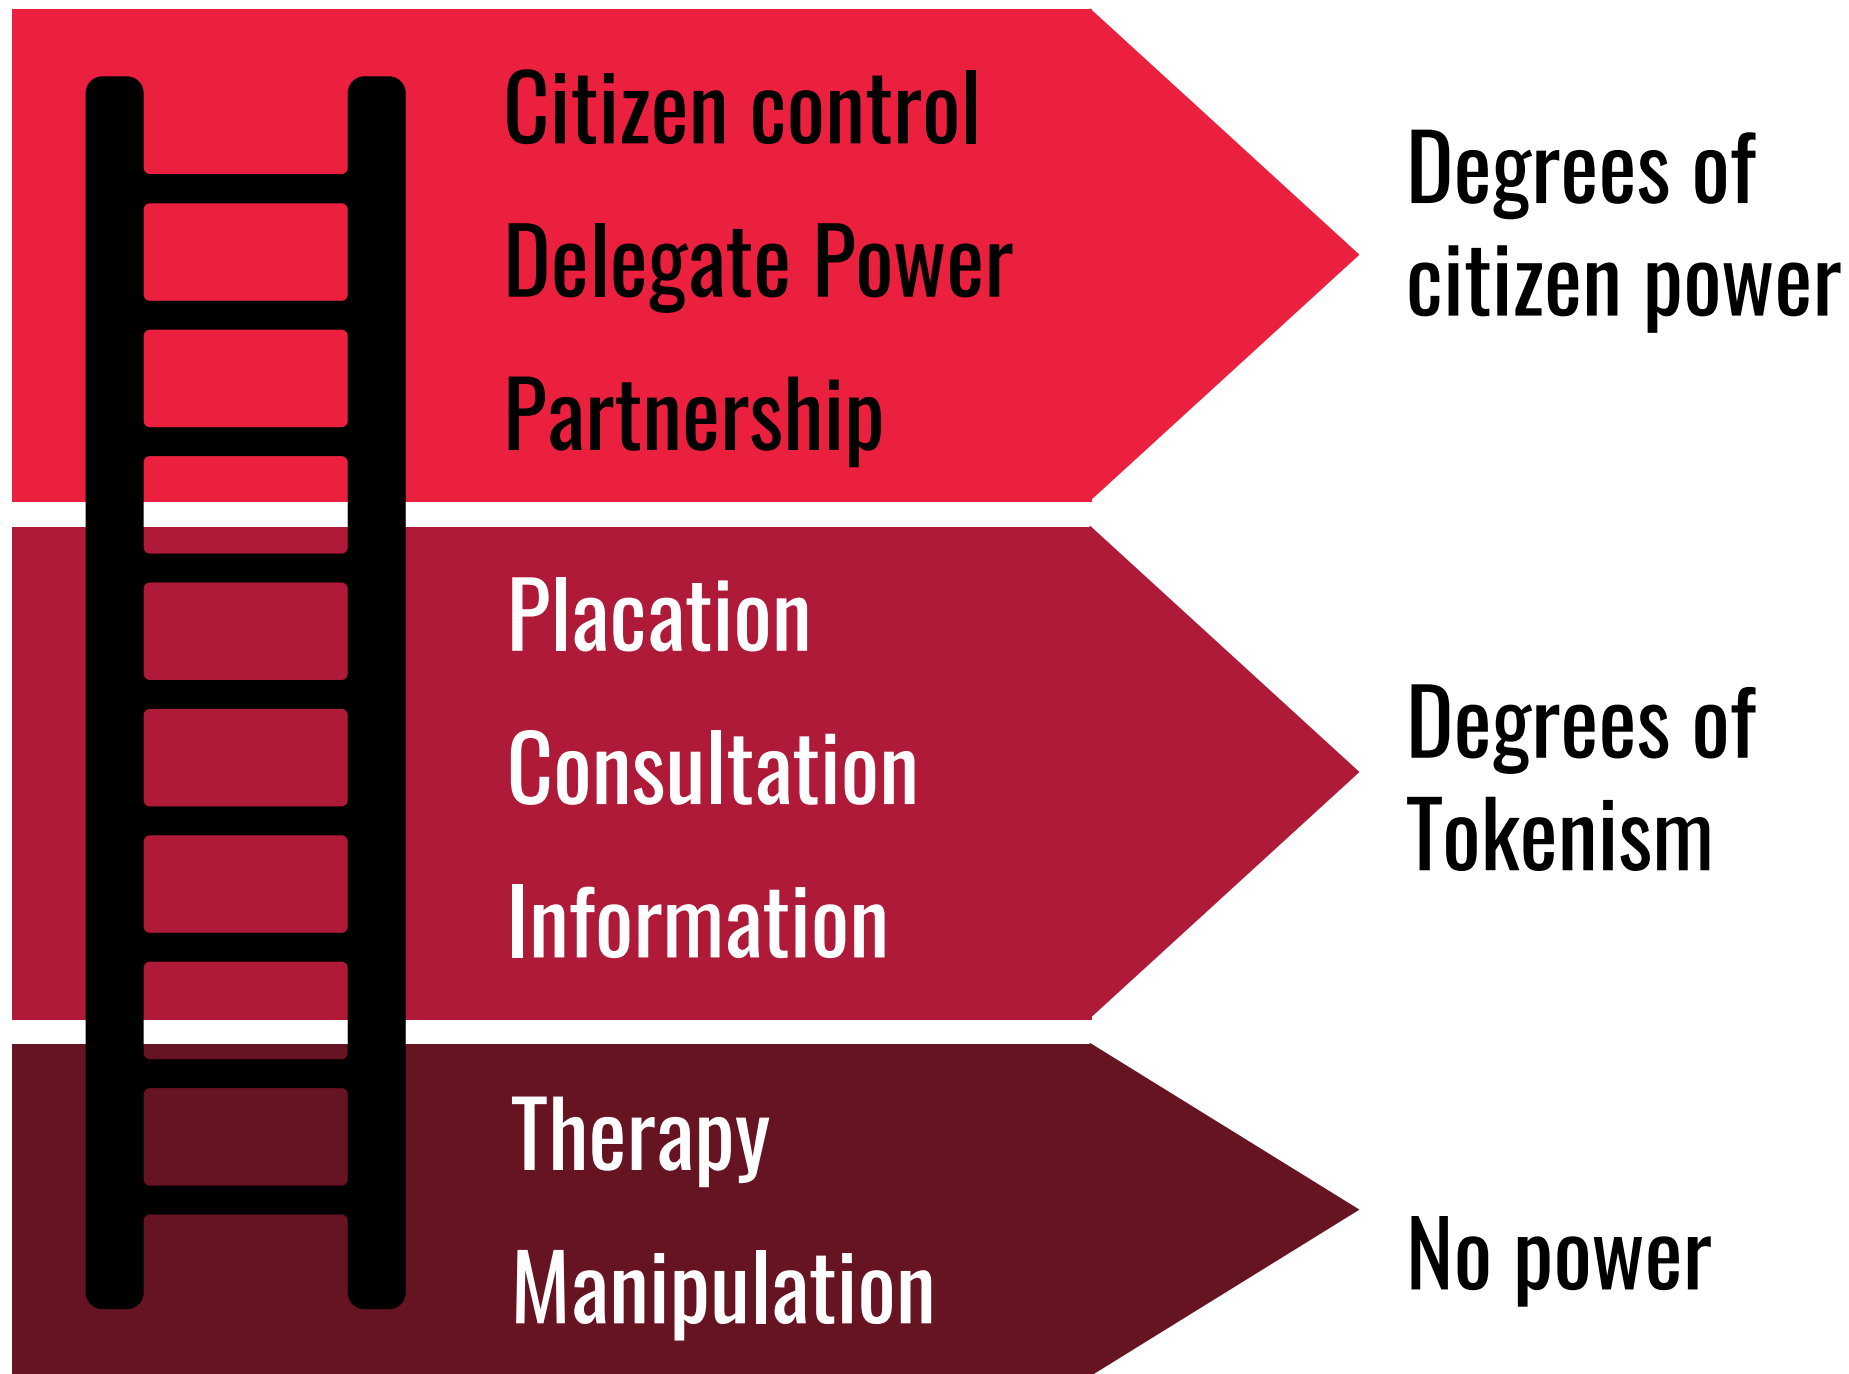 Citizen control
Delegate Power
Partnership
Degrees of
citizen power
Placation
Consultation
Information
Degrees of
Tokenism
Therapy
Manipulation
No power